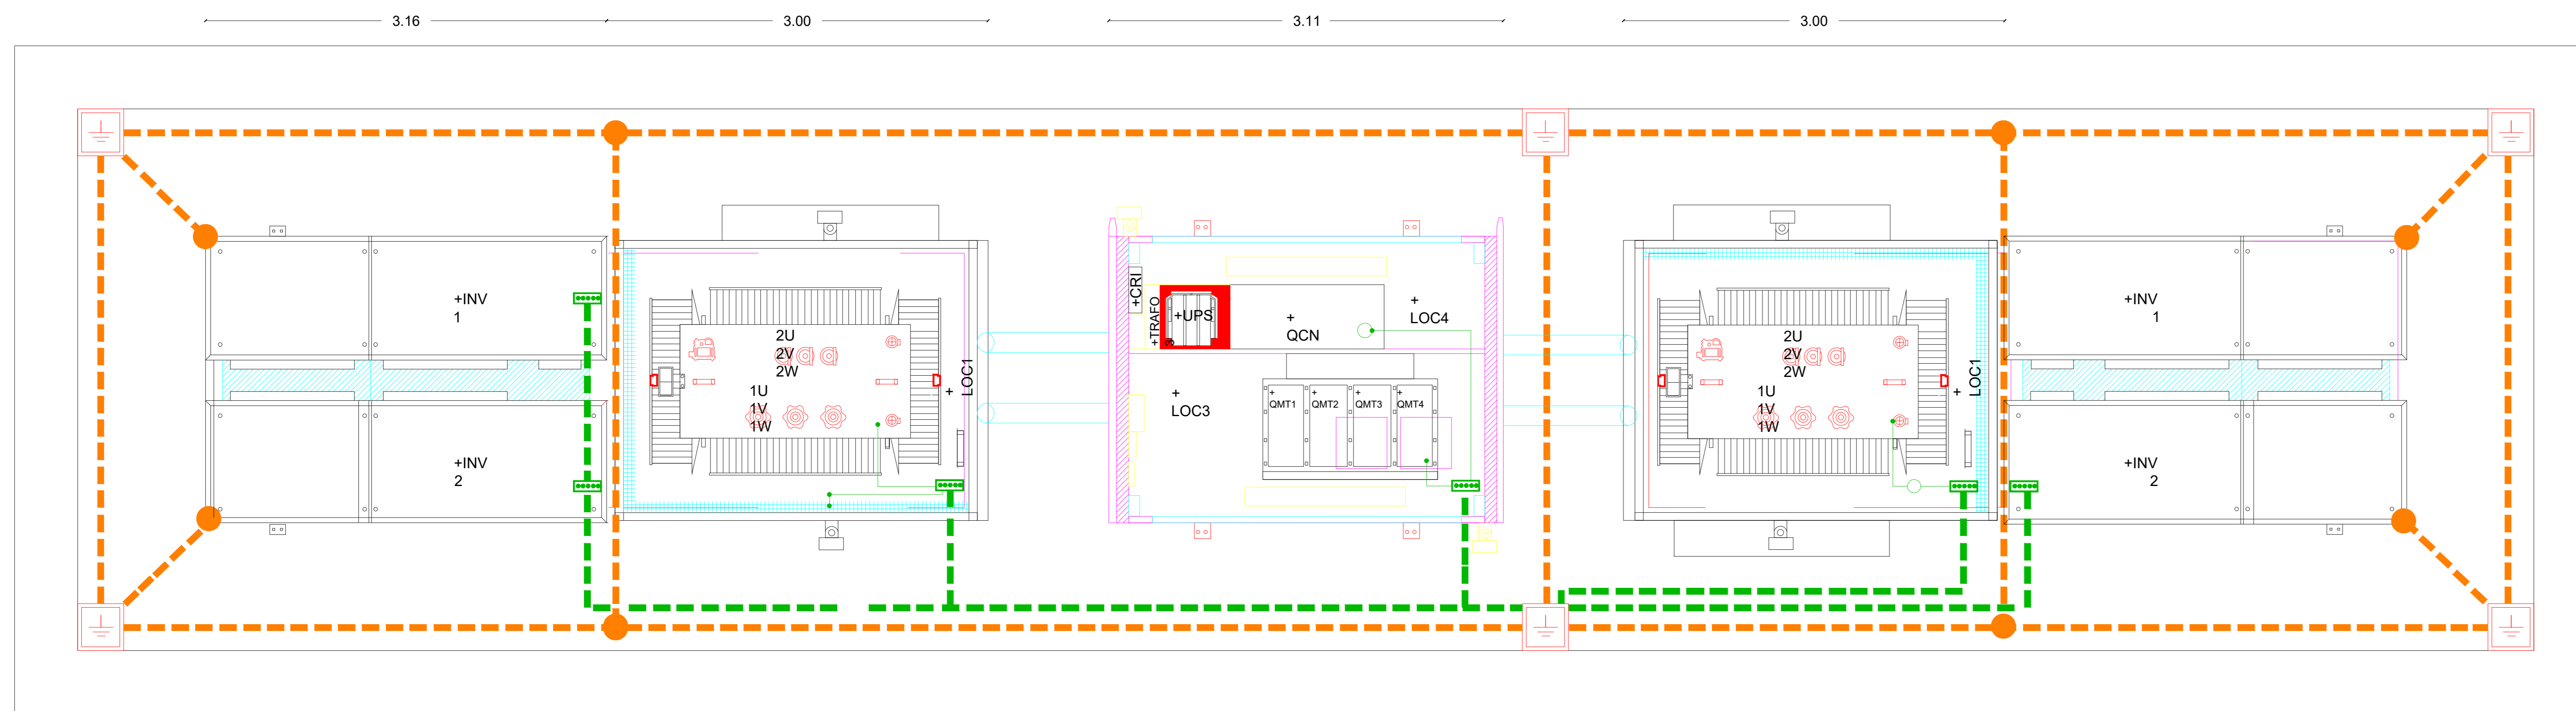 3.16
3.00
3.11
3.00
+INV
1
+INV
2
2U
2V
2W
1U
1V
1W
+ LOC1
+CRI
+TRAFO
3
+UPS
+
QCN
+
LOC4
+
LOC3
+
QMT1
+
QMT2
+
QMT3
+
QMT4
2U
2V
2W
1U
1V
1W
+ LOC1
+INV
1
+INV
2